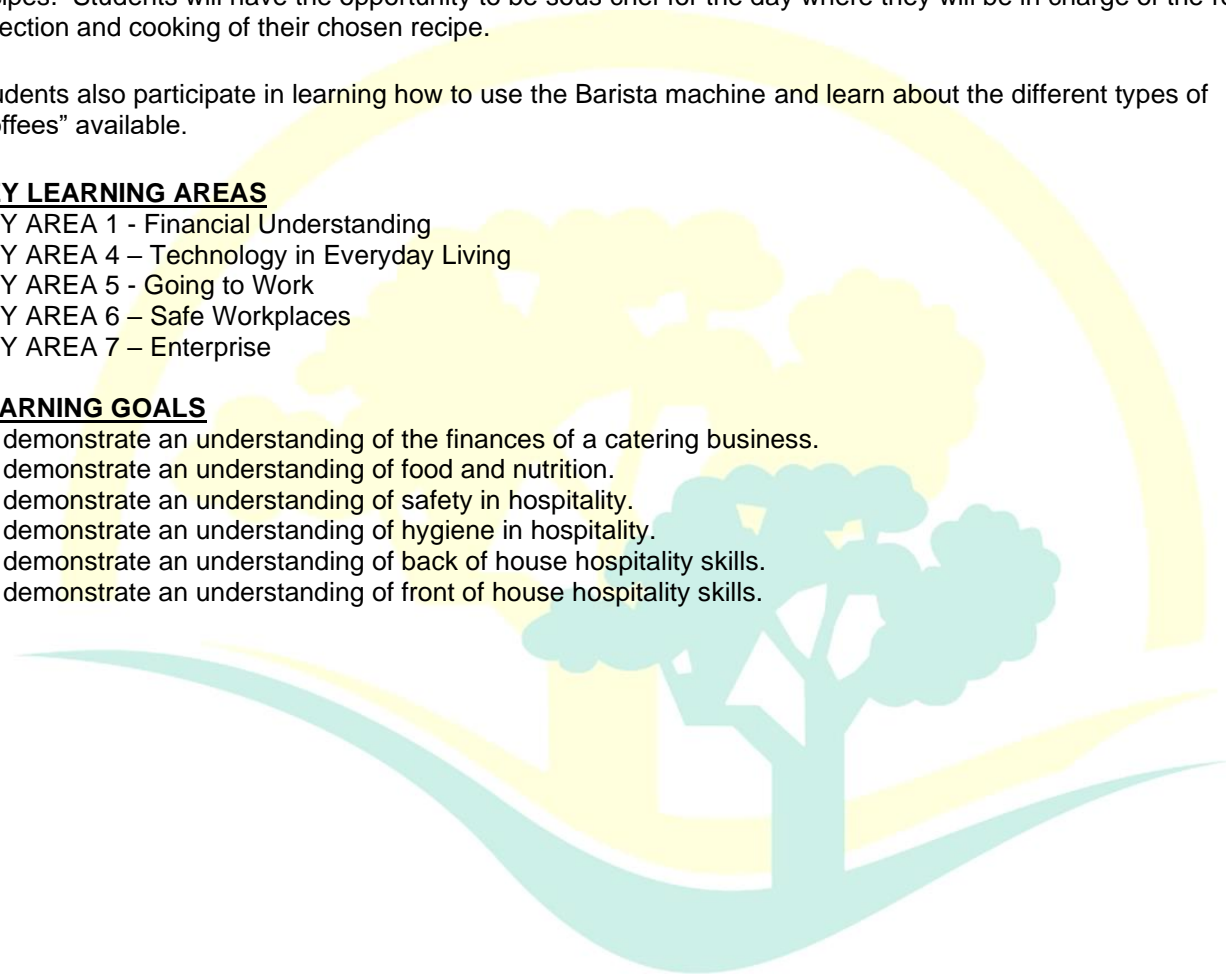 cipes. Students will have the opportunity to be sous chef for the day where they will be in charge of the
ection and cooking of their chosen recipe.
udents also participate in learning how to use the Barista machine and learn about the different types of
ffees” available.
Y LEARNING AREAS
Y AREA 1 - Financial Understanding
Y AREA 4 – Technology in Everyday Living
Y AREA 5 - Going to Work
Y AREA 6 – Safe Workplaces
Y AREA 7 – Enterprise
ARNING GOALS
demonstrate an understanding of the finances of a catering business.
demonstrate an understanding of food and nutrition.
demonstrate an understanding of safety in hospitality.
demonstrate an understanding of hygiene in hospitality.
demonstrate an understanding of back of house hospitality skills.
demonstrate an understanding of front of house hospitality skills.